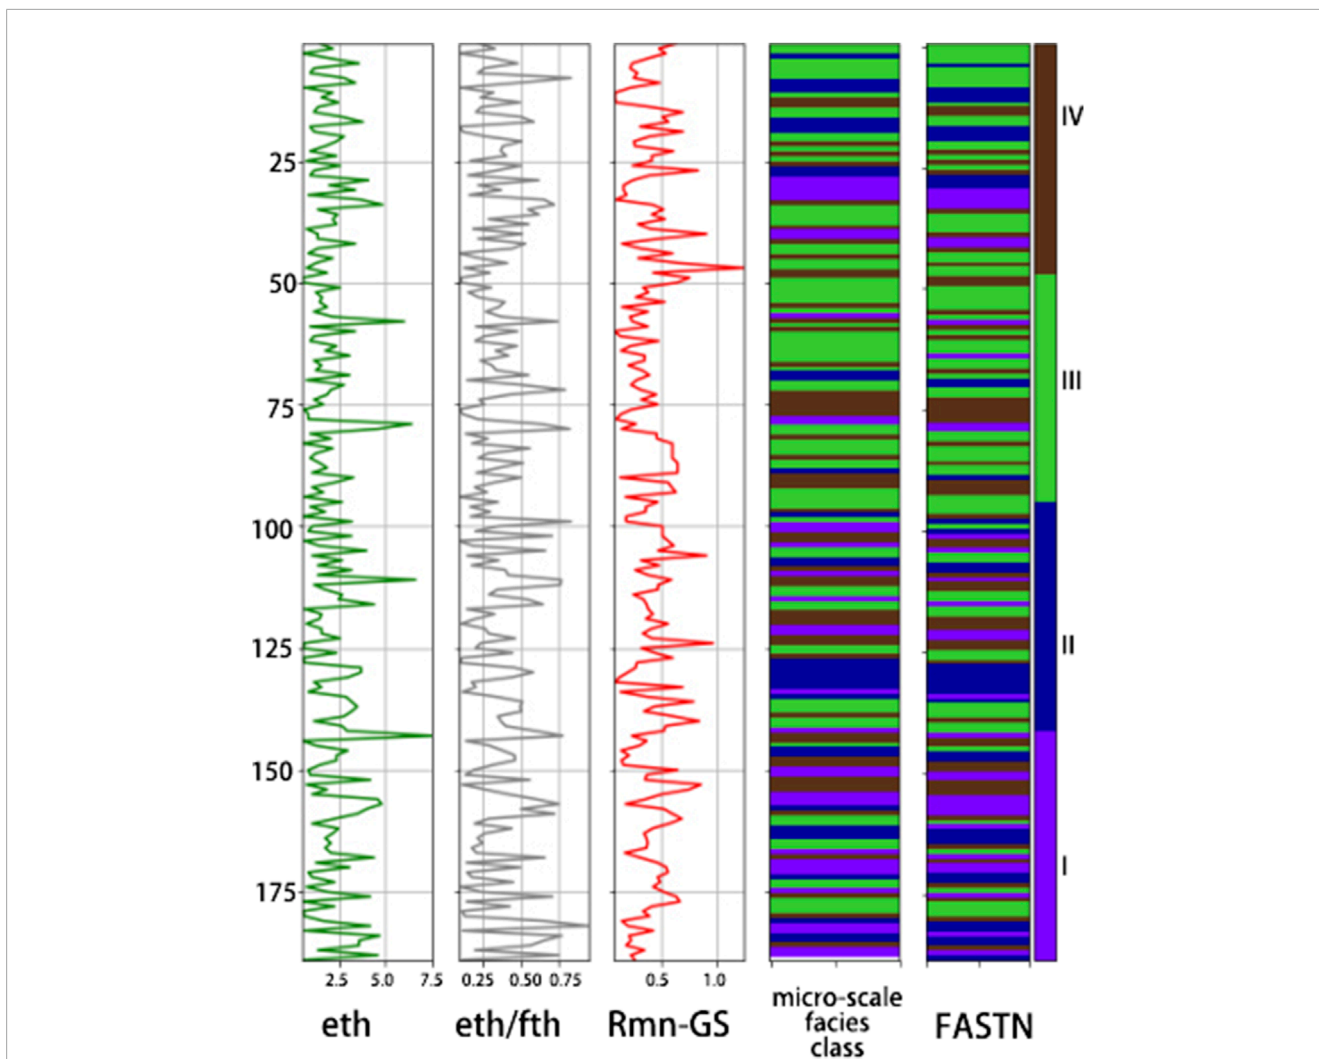 IV
25
50
III
75
100
125
II
150
I
175
2.5 5.0 7.5 0.25 0.50 0.75 0.5 1.0
eth eth/fth Rmn-GS micro-scale
facies
class FASTN